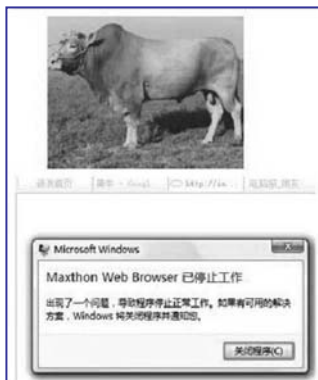 Microsoft Windows
Maxthon Web Browser 已停止工作
出现了一个问题，导致程序停止正常工作。如果有可用的解决
方案，Windows 将关闭程序并通知您。
关闭程序(C)